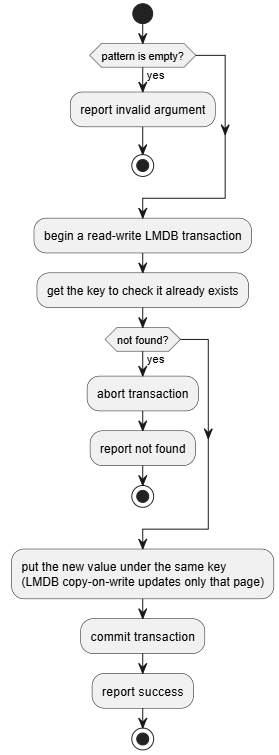 pattern is empty?
yes
report invalid argument
begin a read-write LMDB transaction
get the key to check it already exists
not found?
yes
abort transaction
report not found
put the new value under the same key
(LMDB copy-on-write updates only that page)
commit transaction
report success